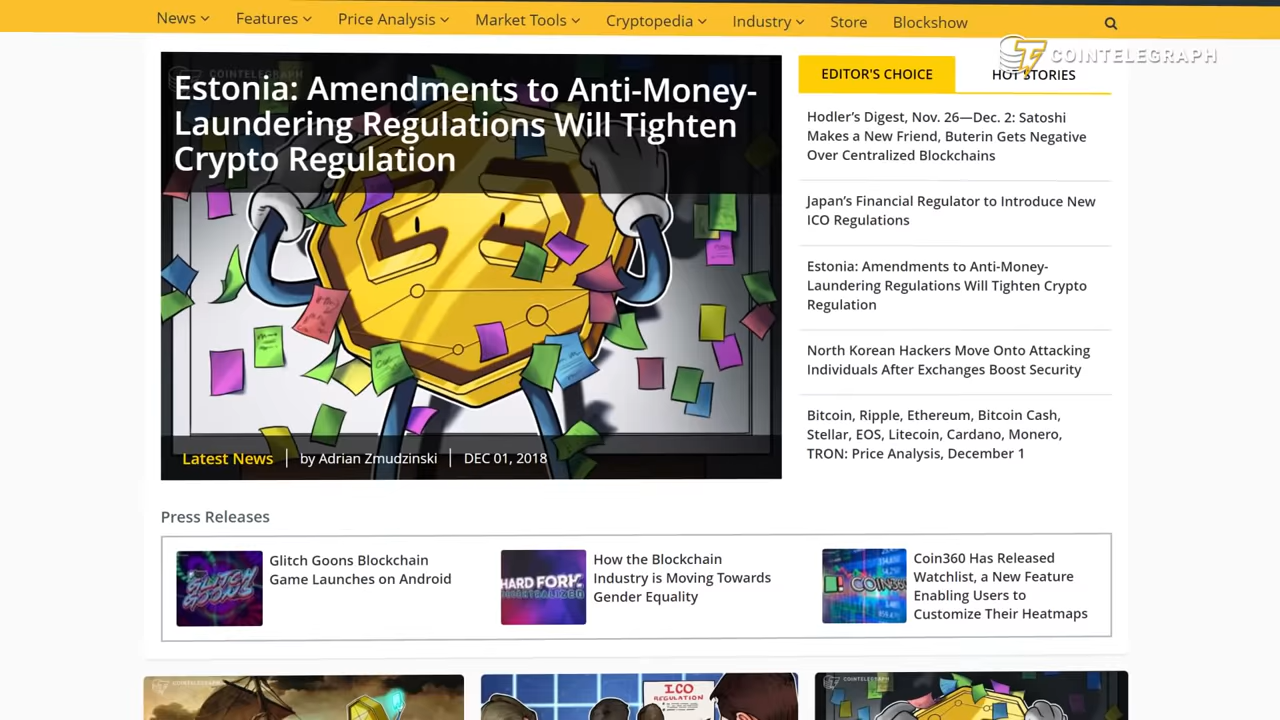 News
Features
Price Analysis
Market Tools
Cryptopedia
Industry
Store
Blockshow
COINTELEGRAPH
Estonia: Amendments to Anti-Money-
Laundering Regulations Will Tighten
Crypto Regulation
Latest News | by Adrian Zmudzinski | DEC 01, 2018
EDITOR'S CHOICE
HOT STORIES
Hodler's Digest, Nov. 26—Dec. 2: Satoshi
Makes a New Friend, Buterin Gets Negative
Over Centralized Blockchains
Japan's Financial Regulator to Introduce New
ICO Regulations
Estonia: Amendments to Anti-Money-
Laundering Regulations Will Tighten Crypto
Regulation
North Korean Hackers Move Onto Attacking
Individuals After Exchanges Boost Security
Bitcoin, Ripple, Ethereum, Bitcoin Cash,
Stellar, EOS, Litecoin, Cardano, Monero,
TRON: Price Analysis, December 1
Press Releases
GLITCH
GOONS
Glitch Goons Blockchain
Game Launches on Android
HARD FORK
How the Blockchain
Industry is Moving Towards
Gender Equality
Coin360 Has Released
Watchlist, a New Feature
Enabling Users to
Customize Their Heatmaps
COINTELEGRAPH
ICO
REGULATION
COINTELEGRAPH